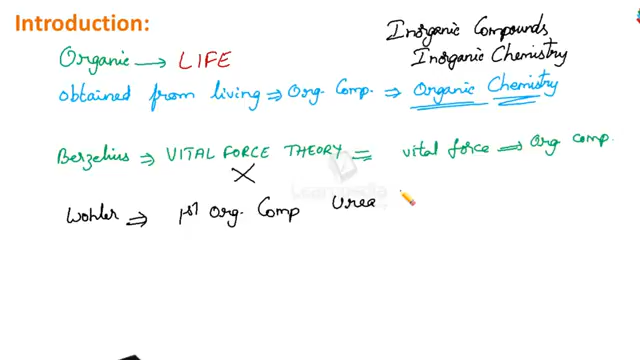 Introduction:
Inorganic Compounds
Inorganic Chemistry
Organic → LIFE
obtained from living ⇒ Org. Comp. ⇒ Organic Chemistry
Berzelius ⇒ VITAL FORCE THEORY = vital force ⇒ Org comp.
X
Wohler ⇒ 1st Org. Comp Urea